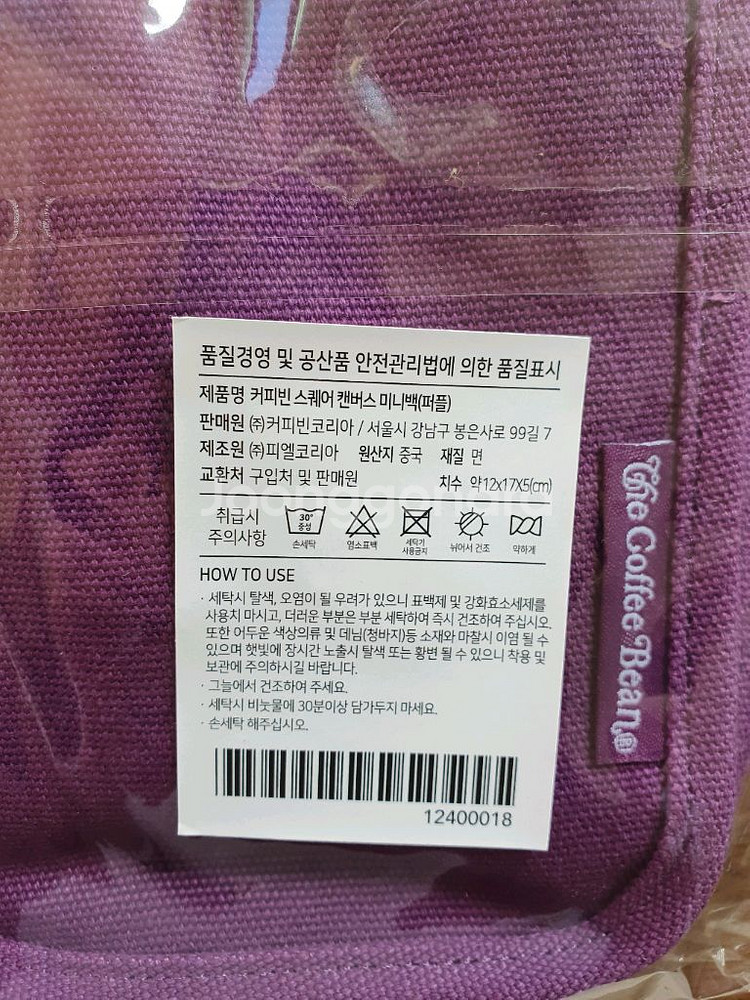 품질경영 및 공산품 안전관리법에 의한 품질표시
제품명 커피빈 스퀘어 캔버스 미니백(퍼플)
판매원 ㈜커피빈코리아 / 서울시 강남구 봉은사로 99길 7
제조원 ㈜피엘코리아 원산지 중국 재질 면
교환처 구입처 및 판매원 치수 약12x17X5(cm)
취급시 주의사항
30° 중성
손세탁 염소표백 세탁기 사용금지 뉘어서 건조 약하게
HOW TO USE
· 세탁시 탈색, 오염이 될 우려가 있으니 표백제 및 강화효소세제를
사용치 마시고, 더러운 부분은 부분 세탁하여 즉시 건조하여 주십시오.
또한 어두운 색상의류 및 데님(청바지)등 소재와 마찰시 이염 될 수
있으며 햇빛에 장시간 노출시 탈색 또는 황변 될 수 있으니 착용 및
보관에 주의하시길 바랍니다.
· 그늘에서 건조하여 주세요.
· 세탁시 비눗물에 30분이상 담가두지 마세요.
· 손세탁 해주십시오.
12400018
The Coffee Bean
Joonggonara